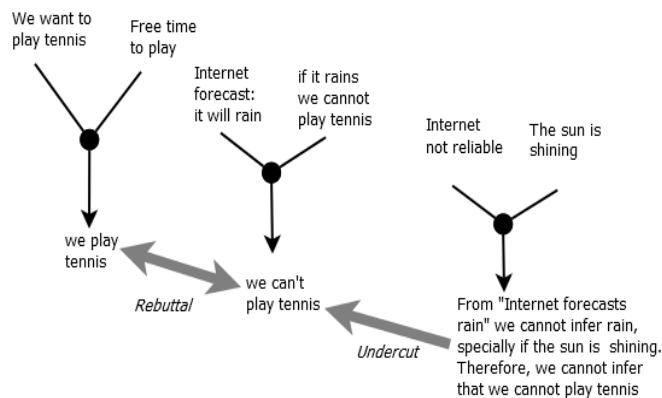 We want to
play tennis
Free time
to play
Internet
forecast:
it will rain
if it rains
we cannot
play tennis
Internet
not reliable
The sun is
shining
we play
tennis
Rebuttal
we can't
play tennis
Undercut
From "Internet forecasts
rain" we cannot infer rain,
specially if the sun is shining.
Therefore, we cannot infer
that we cannot play tennis